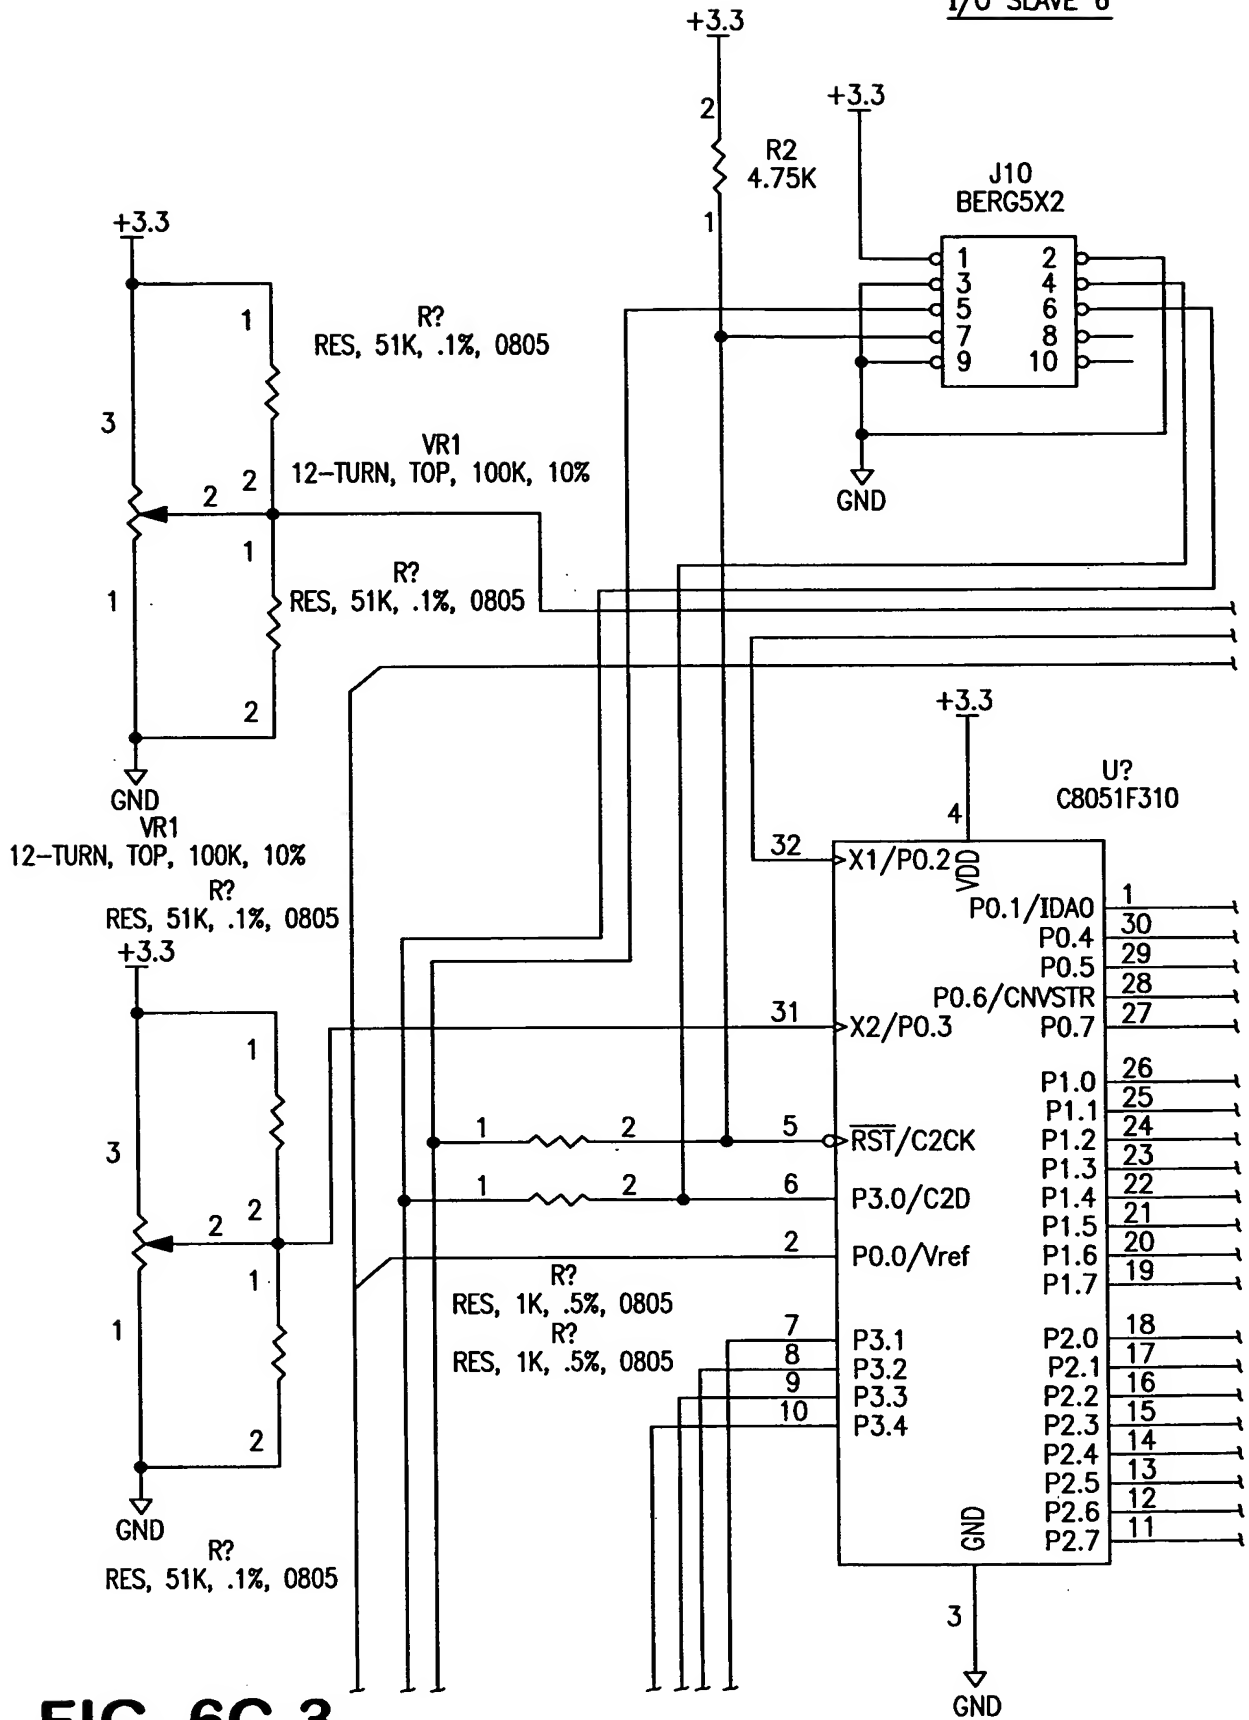 I/O SLAVE 6
+3.3
+3.3
2
R2
4.75K
1
J10
BERG5X2
1 2
3 4
5 6
7 8
9 10
GND
+3.3
1
R?
RES, 51K, .1%, 0805
3
VR1
12-TURN, TOP, 100K, 10%
2
2
1
R?
RES, 51K, .1%, 0805
1
2
GND
VR1
12-TURN, TOP, 100K, 10%
R?
RES, 51K, .1%, 0805
+3.3
1
3
2
2
1
1
2
GND
R?
RES, 51K, .1%, 0805
+3.3
U?
C8051F310
4
VDD
32 X1/P0.2
P0.1/IDA0 1
P0.4 30
P0.5 29
P0.6/CNVSTR 28
31 X2/P0.3
P0.7 27
P1.0 26
P1.1 25
1 2 5 RST/C2CK
P1.2 24
P1.3 23
1 2 6 P3.0/C2D
P1.4 22
P1.5 21
2 P0.0/Vref
P1.6 20
P1.7 19
R?
RES, 1K, .5%, 0805
R?
RES, 1K, .5%, 0805
7 P3.1
8 P3.2
9 P3.3
10 P3.4
P2.0 18
P2.1 17
P2.2 16
P2.3 15
P2.4 14
P2.5 13
P2.6 12
P2.7 11
GND
3
GND
FIG. 6C-3